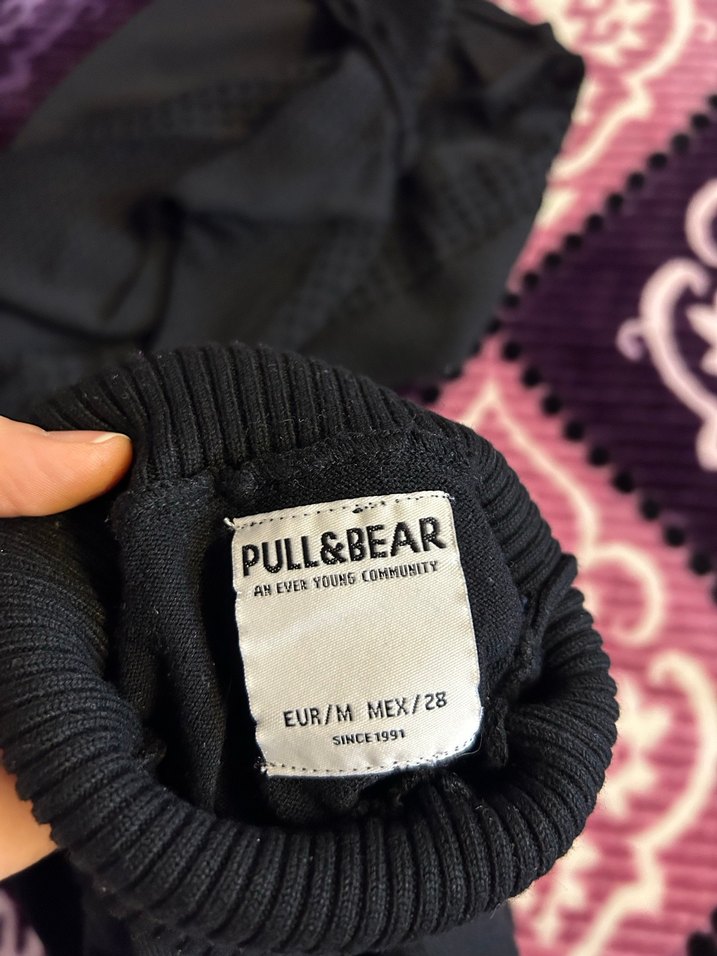 PULL&BEAR
AN EVER YOUNG COMMUNITY
EUR/M MEX/28
SINCE1991